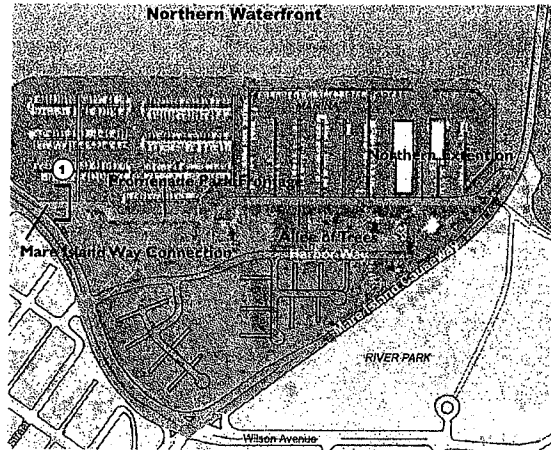 Northern Waterfront
MARINA
Northern Extention
1
Promenade Park Frontage
Mare Island Way Connection
Allee of Trees
Harbor Way
Mare Island Causeway
RIVER PARK
Wilson Avenue